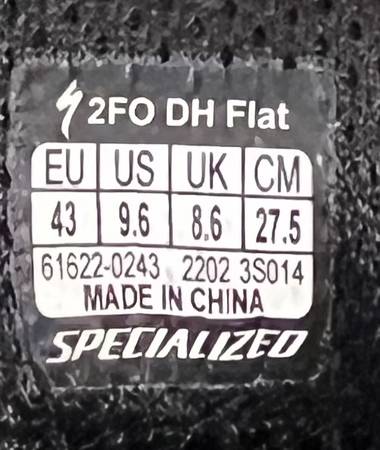 2FO DH Flat
EU US UK CM
43 9.6 8.6 27.5
61622-0243 2202 3S014
MADE IN CHINA
SPECIALIZED